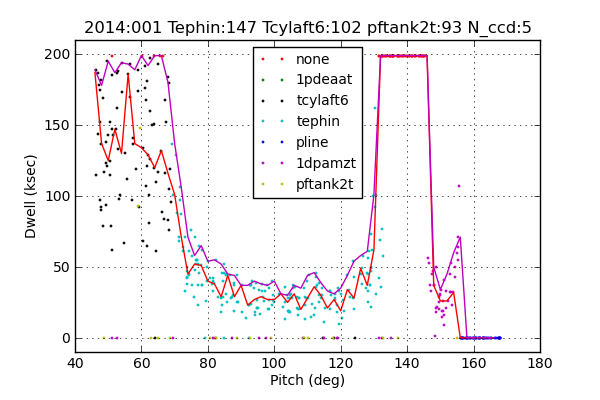 2014:001 Tephin:147 Tcylaft6:102 pftank2t:93 N_ccd:5
none
1pdeaat
tcylaft6
tephin
pline
1dpamzt
pftank2t
200
150
100
50
0
Dwell (ksec)
40 60 80 100 120 140 160 180
Pitch (deg)